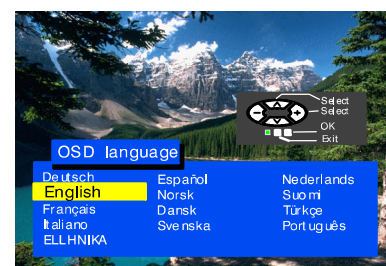 Select
Select
OK
Exit
OSD language
Deutsch
English
Français
Italiano
ELLHNIKA
Español
Norsk
Dansk
Svenska
Nederlands
Suomi
Türkçe
Português